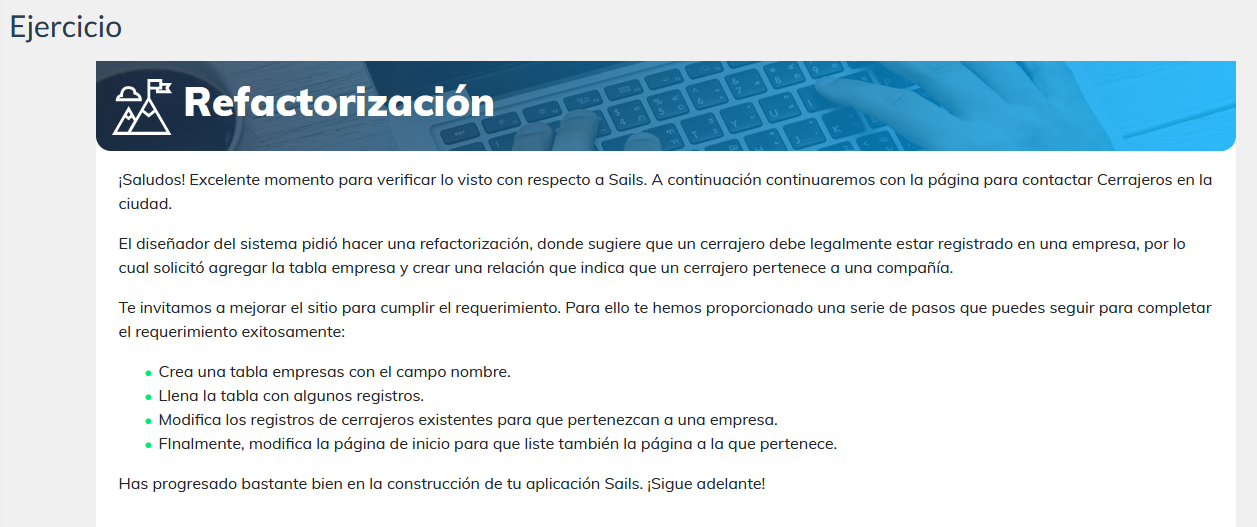 Ejercicio
Refactorización
¡Saludos! Excelente momento para verificar lo visto con respecto a Sails. A continuación continuaremos con la página para contactar Cerrajeros en la
ciudad.
El diseñador del sistema pidió hacer una refactorización, donde sugiere que un cerrajero debe legalmente estar registrado en una empresa, por lo
cual solicitó agregar la tabla empresa y crear una relación que indica que un cerrajero pertenece a una compañía.
Te invitamos a mejorar el sitio para cumplir el requerimiento. Para ello te hemos proporcionado una serie de pasos que puedes seguir para completar
el requerimiento exitosamente:
Crea una tabla empresas con el campo nombre.
Llena la tabla con algunos registros.
Modifica los registros de cerrajeros existentes para que pertenezcan a una empresa.
FInalmente, modifica la página de inicio para que liste también la página a la que pertenece.
Has progresado bastante bien en la construcción de tu aplicación Sails. ¡Sigue adelante!